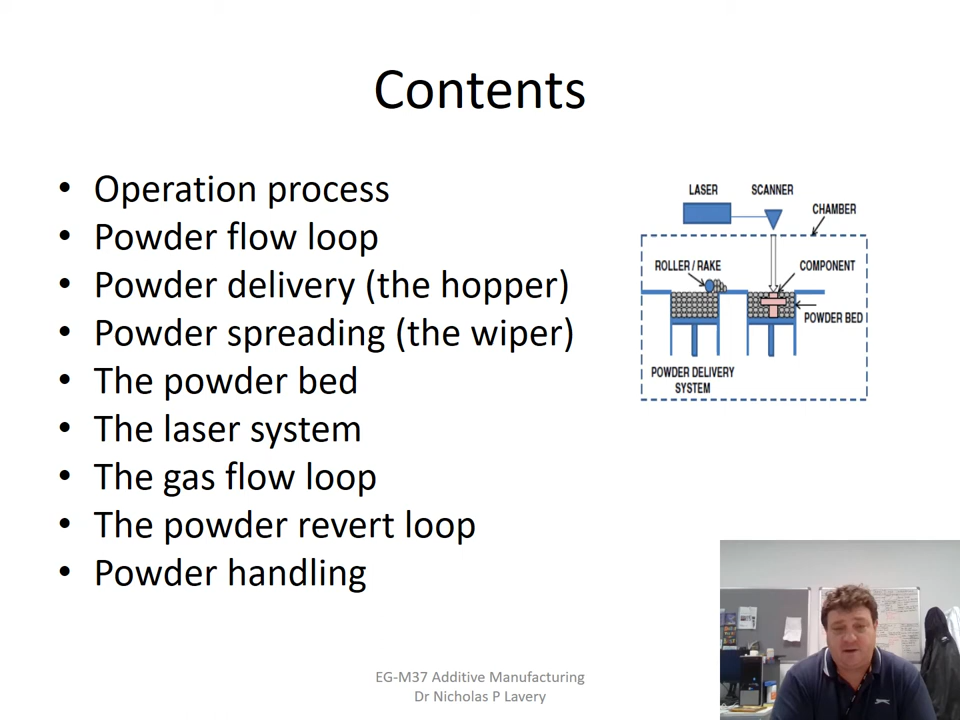 Contents
• Operation process
• Powder flow loop
• Powder delivery (the hopper)
• Powder spreading (the wiper)
• The powder bed
• The laser system
• The gas flow loop
• The powder revert loop
• Powder handling
LASER
SCANNER
CHAMBER
ROLLER / RAKE
COMPONENT
POWDER BED
POWDER DELIVERY
SYSTEM
EG-M37 Additive Manufacturing
Dr Nicholas P Lavery